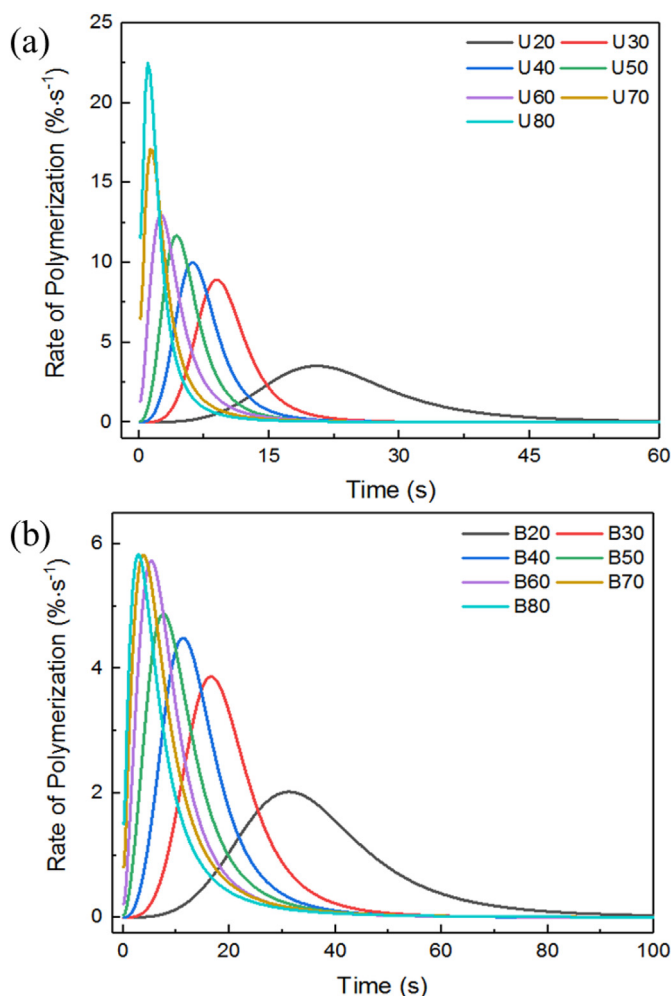 (a)
25
20
15
10
5
0
Rate of Polymerization (%·s⁻¹)
U20 U30
U40 U50
U60 U70
U80
0 15 30 45 60
Time (s)
(b)
6
4
2
0
Rate of Polymerization (%·s⁻¹)
B20 B30
B40 B50
B60 B70
B80
0 20 40 60 80 100
Time (s)